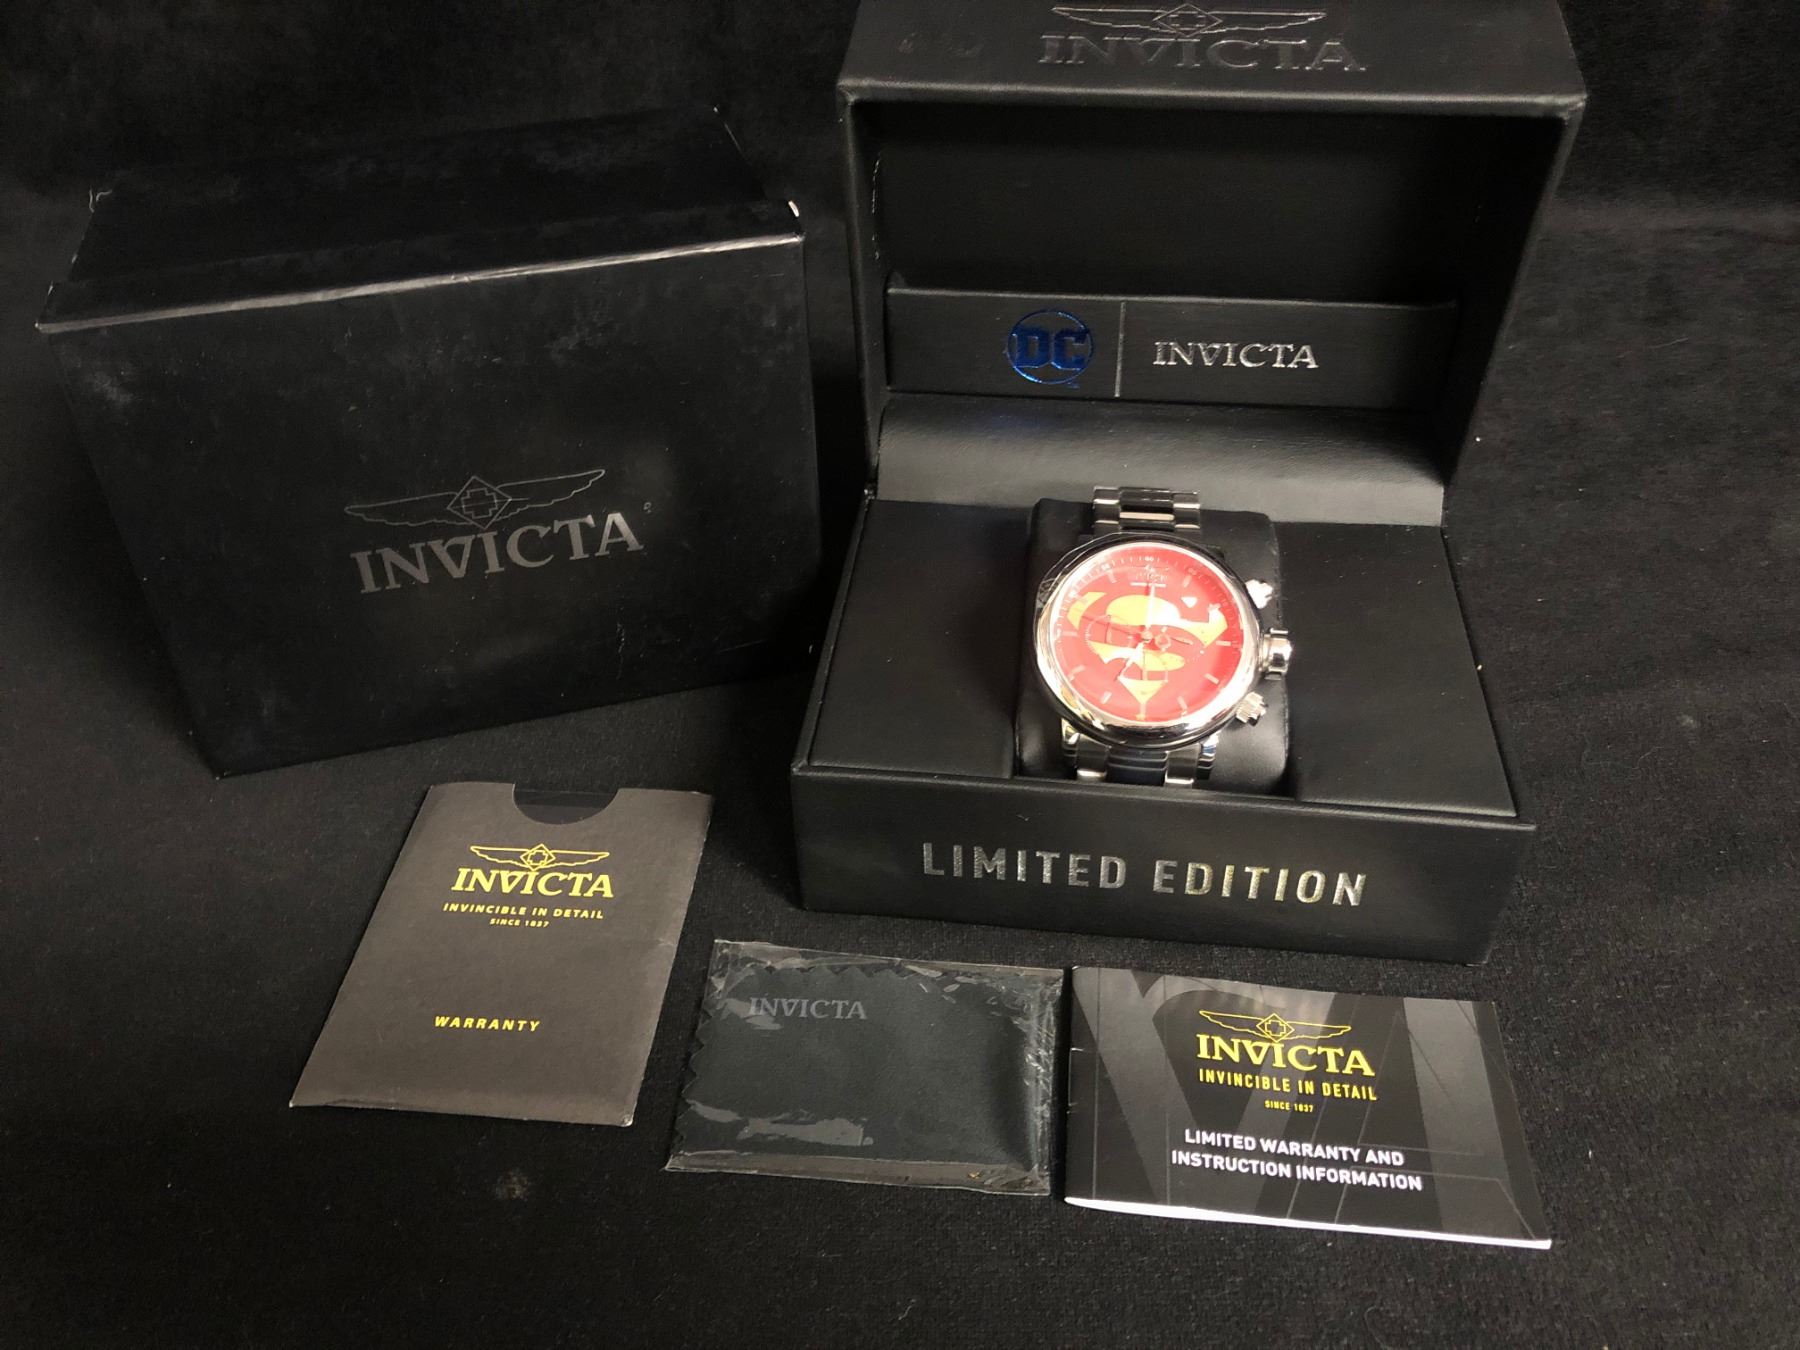 INVICTA
DC
INVICTA
INVICTA
LIMITED EDITION
INVICTA
INVINCIBLE IN DETAIL
SINCE 1837
WARRANTY
INVICTA
INVICTA
INVINCIBLE IN DETAIL
SINCE 1837
LIMITED WARRANTY AND
INSTRUCTION INFORMATION